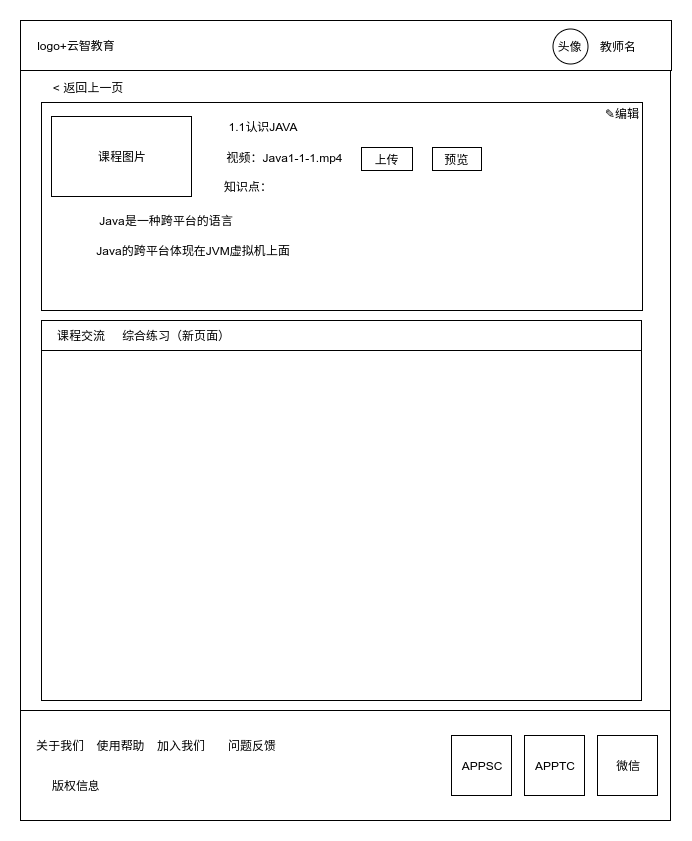 logo+云智教育 头像 教师名
< 返回上一页
✎编辑
课程图片
1.1认识JAVA
视频：Java1-1-1.mp4 上传 预览
知识点：
Java是一种跨平台的语言
Java的跨平台体现在JVM虚拟机上面
课程交流 综合练习（新页面）
关于我们 使用帮助 加入我们 问题反馈
版权信息
APPSC APPTC 微信